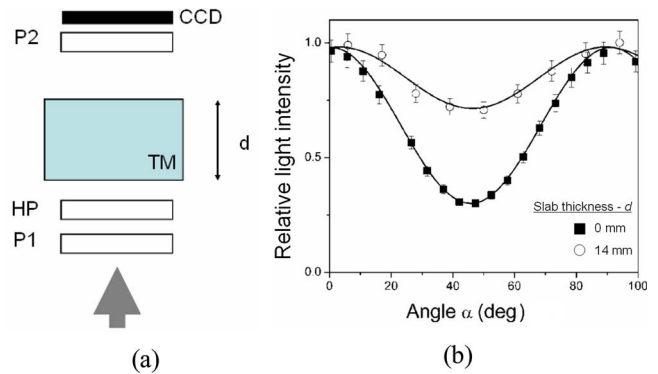 CCD
P2
TM
d
HP
P1
(a)
Relative light intensity
1.0
0.5
0.0
0
20
40
60
80
100
Angle α (deg)
Slab thickness - d
0 mm
14 mm
(b)